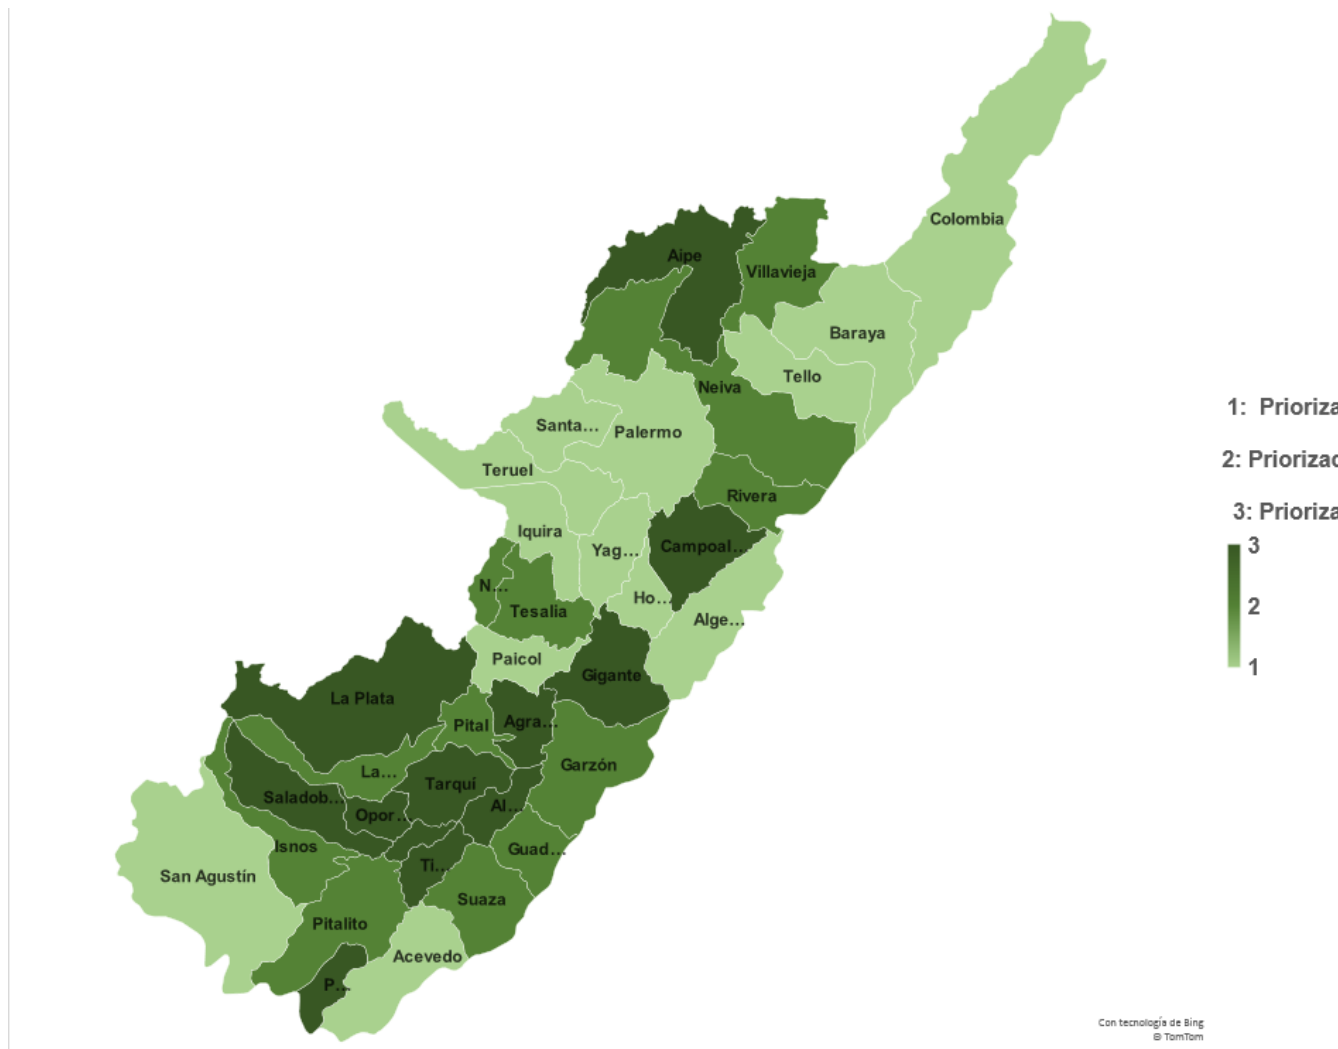 Colombia
Aipe
Villavieja
Baraya
Tello
Neiva
1: Prioriza
Santa...
Palermo
2: Priorizad
Teruel
Rivera
3: Prioriza
Iquira
Yag...
Campoal...
3
N...
Ho...
2
Tesalia
Alge...
Paicol
1
Gigante
La Plata
Pital
Agra...
Garzón
La...
Tarqui
Saladob...
Opor...
Al...
Isnos
Guad...
Ti...
San Agustín
Suaza
Pitalito
Acevedo
P...
Con tecnología de Bing
© TomTom